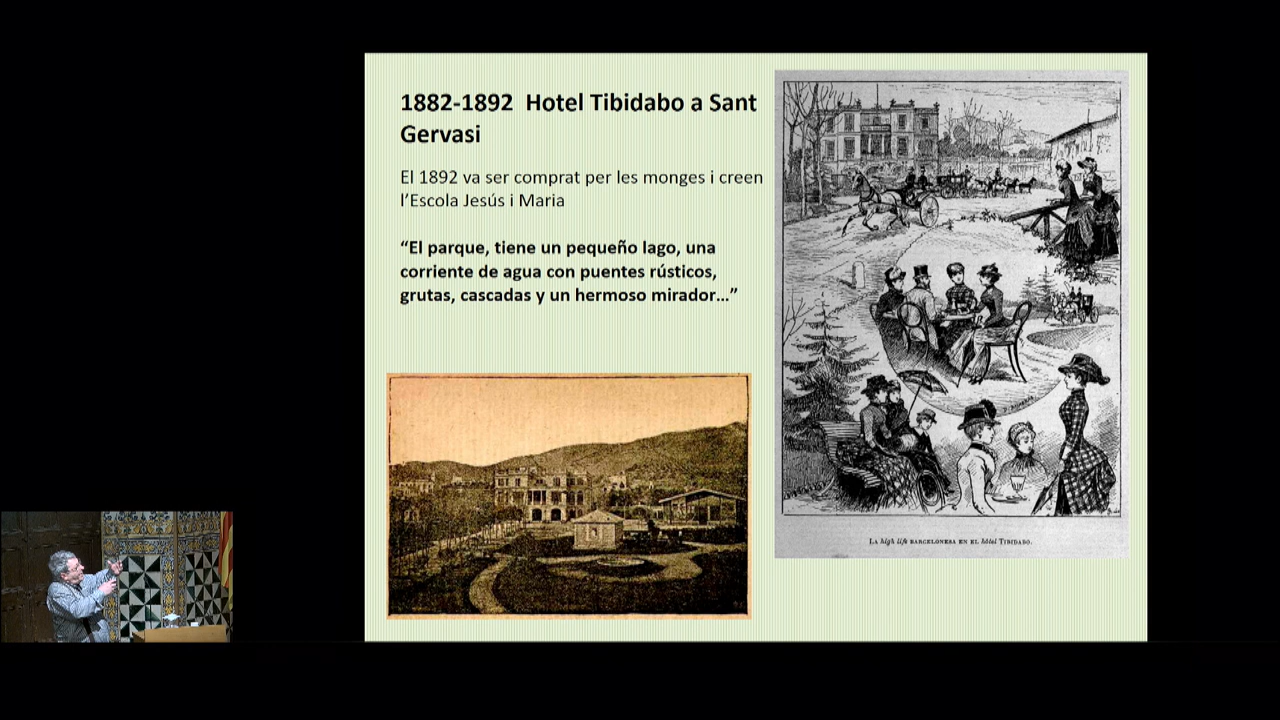 1882-1892 Hotel Tibidabo a Sant
Gervasi
El 1892 va ser comprat per les monges i creen
l’Escola Jesús i Maria
“El parque, tiene un pequeño lago, una
corriente de agua con puentes rústicos,
grutas, cascadas y un hermoso mirador…”
La high life barcelonesa en el hôtel Tibidabo.